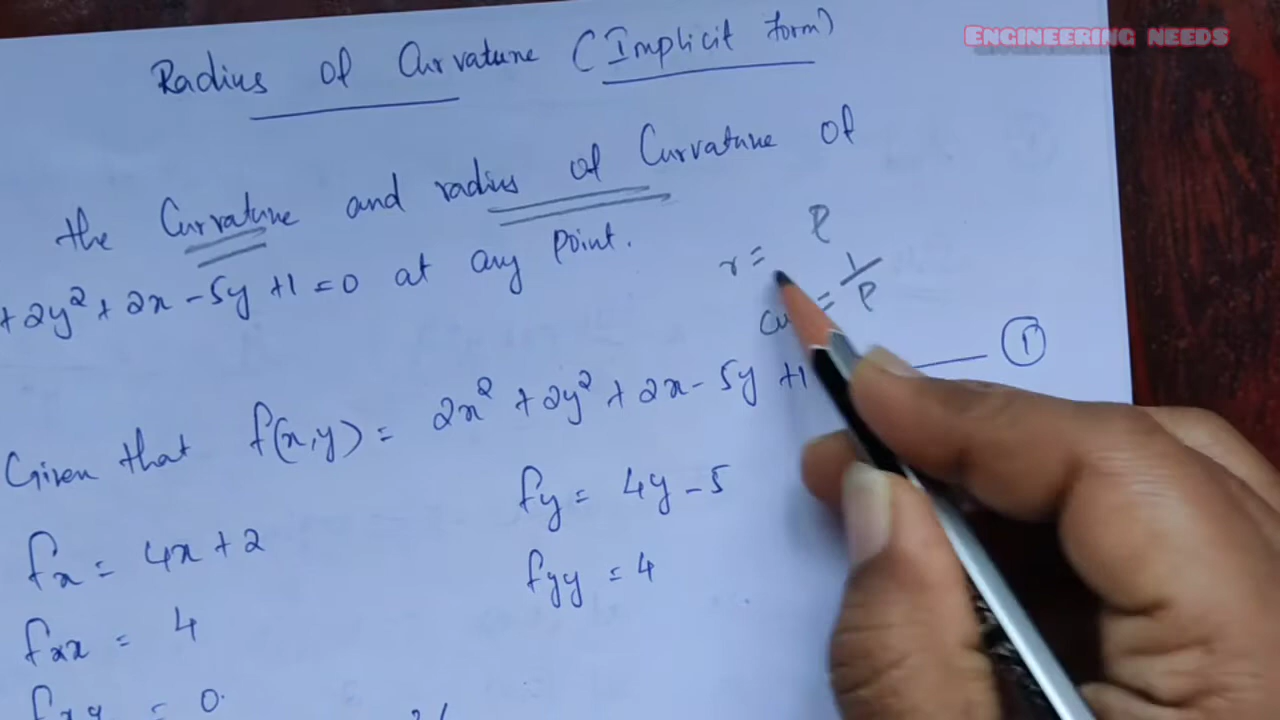 ENGINEERING NEEDS
Radius of Curvature (Implicit form)
the Curvature and radius of Curvature of
+2y²+2x-5y+1=0 at any point.
r = ρ
= 1/ρ
Given that f(x,y) = 2x²+2y²+2x-5y+1 ①
fx = 4x+2
fy = 4y-5
fxx = 4
fyy = 4
fxy = 0.